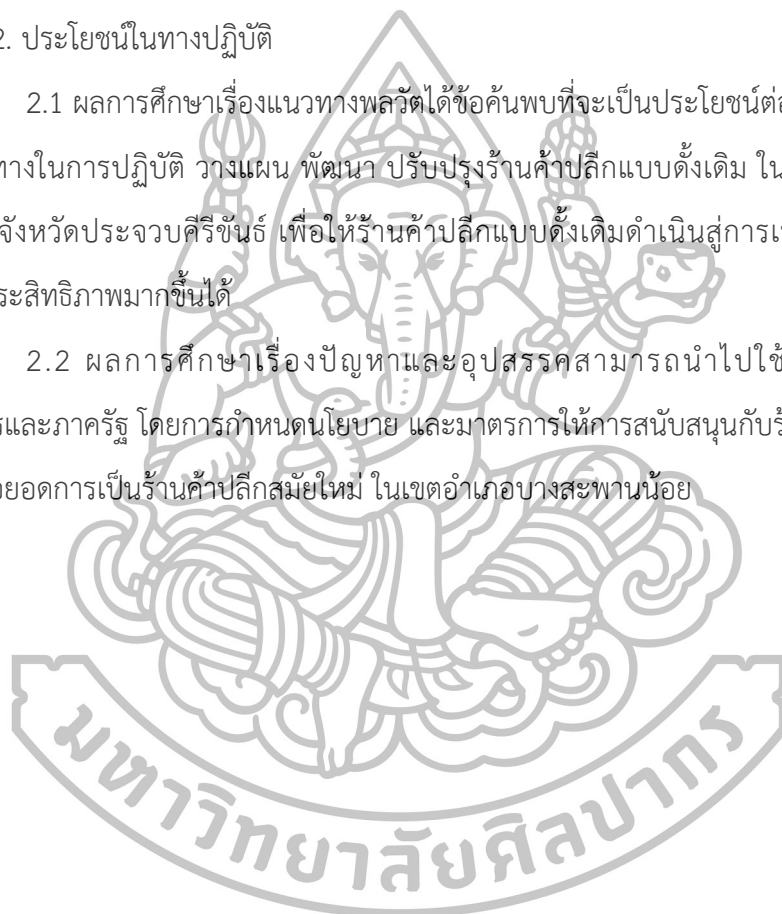 2. ประโยชน์ในทางปฏิบัติ
2.1 ผลการศึกษาเรื่องแนวทางพลวัตได้ข้อค้นพบที่จะเป็นประโยชน์ต่
ทางในการปฏิบัติ วางแผน พัฒนา ปรับปรุงร้านค้าปลีกแบบดั้งเดิม ใน
จังหวัดประจวบคีรีขันธ์ เพื่อให้ร้านค้าปลีกแบบดั้งเดิมดำเนินสู่การเ
ระสิทธิภาพมากขึ้นได้
2.2 ผลการศึกษาเรื่องปัญหาและอุปสรรคสามารถนำไปใช้
รและภาครัฐ โดยการกำหนดนโยบาย และมาตรการให้การสนับสนุนกับร้
ยอดการเป็นร้านค้าปลีกสมัยใหม่ ในเขตอำเภอบางสะพานน้อย
มหาวิทยาลัยศิลปากร